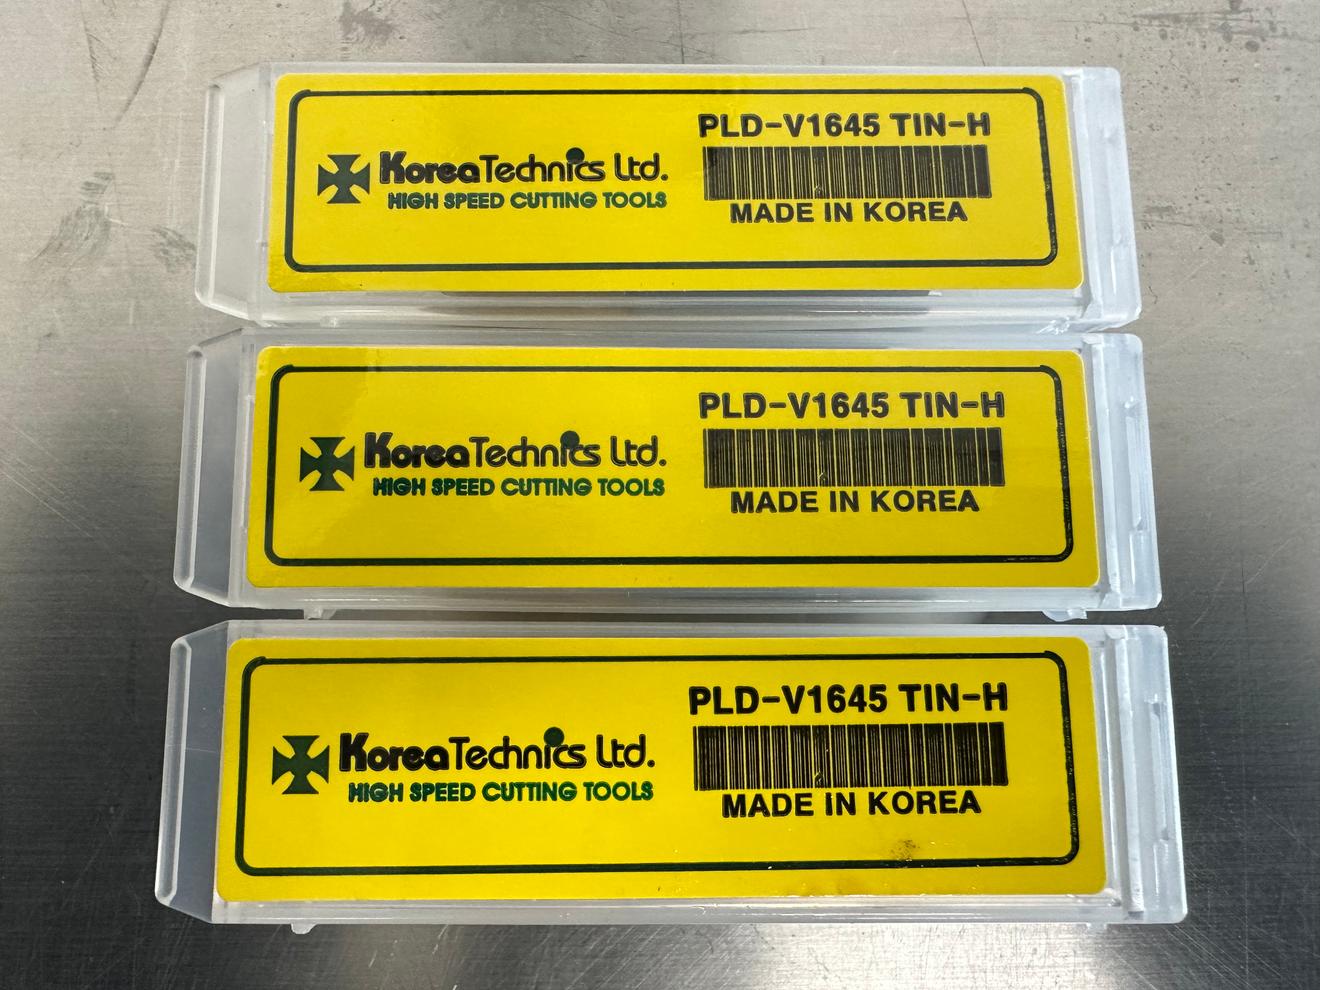 PLD-V1645 TIN-H
KoreaTechnics Ltd.
HIGH SPEED CUTTING TOOLS
MADE IN KOREA
PLD-V1645 TIN-H
KoreaTechnics Ltd.
HIGH SPEED CUTTING TOOLS
MADE IN KOREA
PLD-V1645 TIN-H
KoreaTechnics Ltd.
HIGH SPEED CUTTING TOOLS
MADE IN KOREA